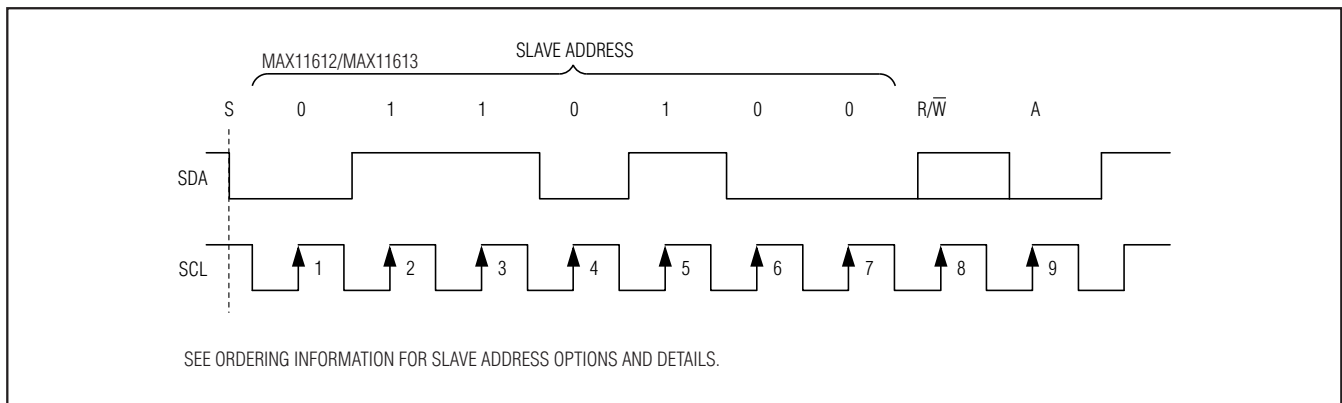 SLAVE ADDRESS
MAX11612/MAX11613
S 0 1 1 0 1 0 0 R/W̅ A
SDA
SCL 1 2 3 4 5 6 7 8 9
SEE ORDERING INFORMATION FOR SLAVE ADDRESS OPTIONS AND DETAILS.